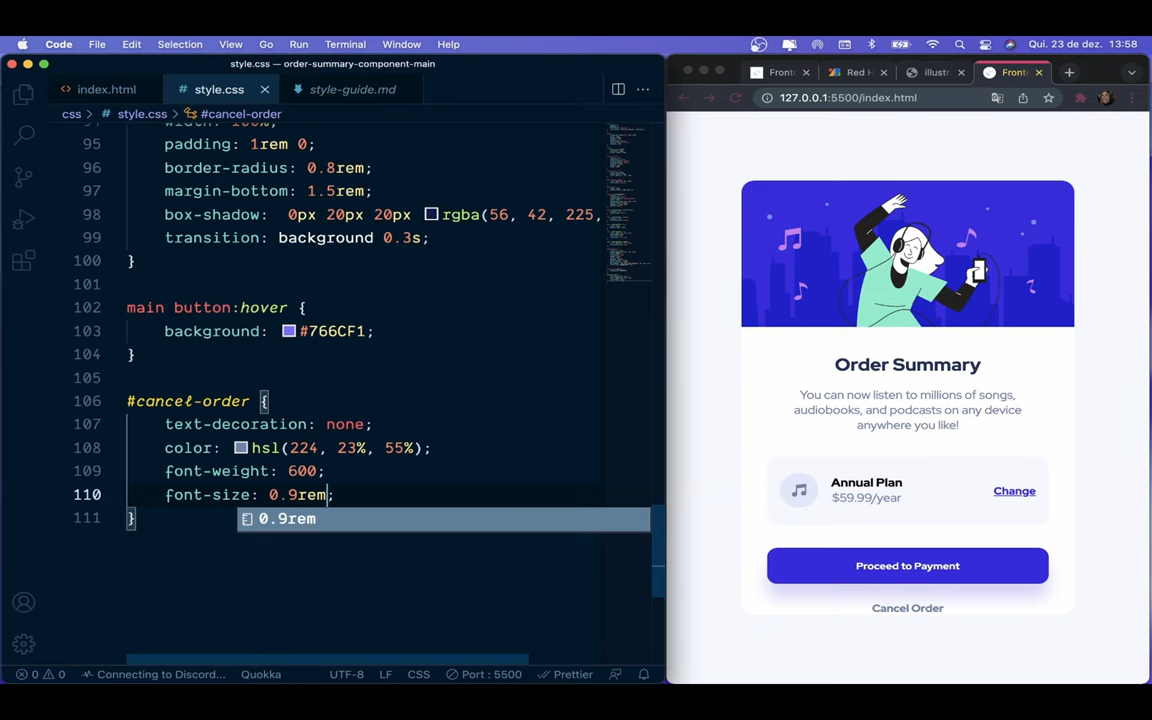 Code File Edit Selection View Go Run Terminal Window Help
Qui. 23 de dez. 13:58
style.css — order-summary-component-main
index.html
style.css
style-guide.md
css > # style.css > #cancel-order
95 padding: 1rem 0;
96 border-radius: 0.8rem;
97 margin-bottom: 1.5rem;
98 box-shadow: 0px 20px 20px rgba(56, 42, 225,
99 transition: background 0.3s;
100 }
101
102 main button:hover {
103 background: #766CF1;
104 }
105
106 #cancel-order {
107 text-decoration: none;
108 color: hsl(224, 23%, 55%);
109 font-weight: 600;
110 font-size: 0.9rem;
0.9rem
111 }
0 0 Connecting to Discord... Quokka UTF-8 LF CSS Port : 5500 Prettier
Fronte
Red H
illustr
Fronte
127.0.0.1:5500/index.html
Order Summary
You can now listen to millions of songs,
audiobooks, and podcasts on any device
anywhere you like!
Annual Plan
$59.99/year
Change
Proceed to Payment
Cancel Order